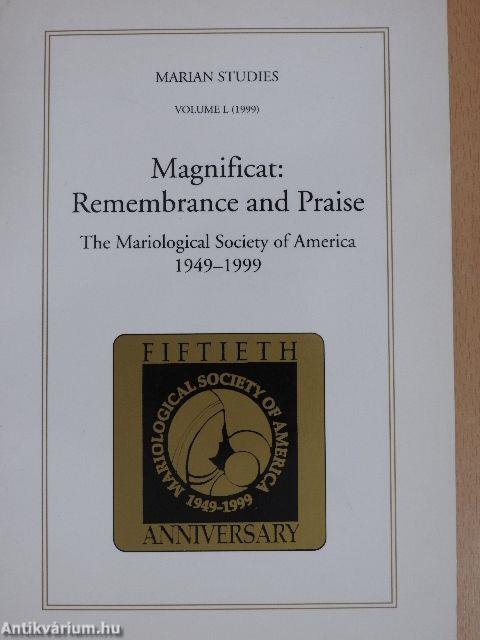 MARIAN STUDIES
VOLUME L (1999)
Magnificat:
Remembrance and Praise
The Mariological Society of America
1949–1999
FIFTIETH
MARIOLOGICAL SOCIETY OF AMERICA
1949-1999
ANNIVERSARY
Antikvárium.hu